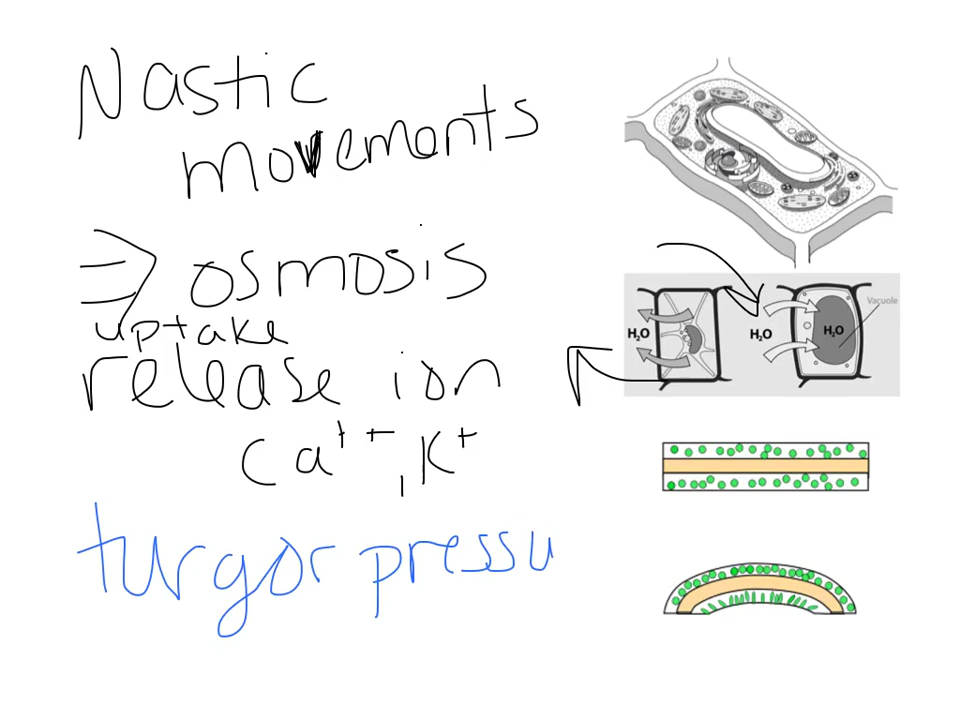 Nastic
movements
⇒ osmosis
uptake
release ion
Ca⁺⁺, K⁺
turgor pressu
H₂O
H₂O
H₂O
Vacuole